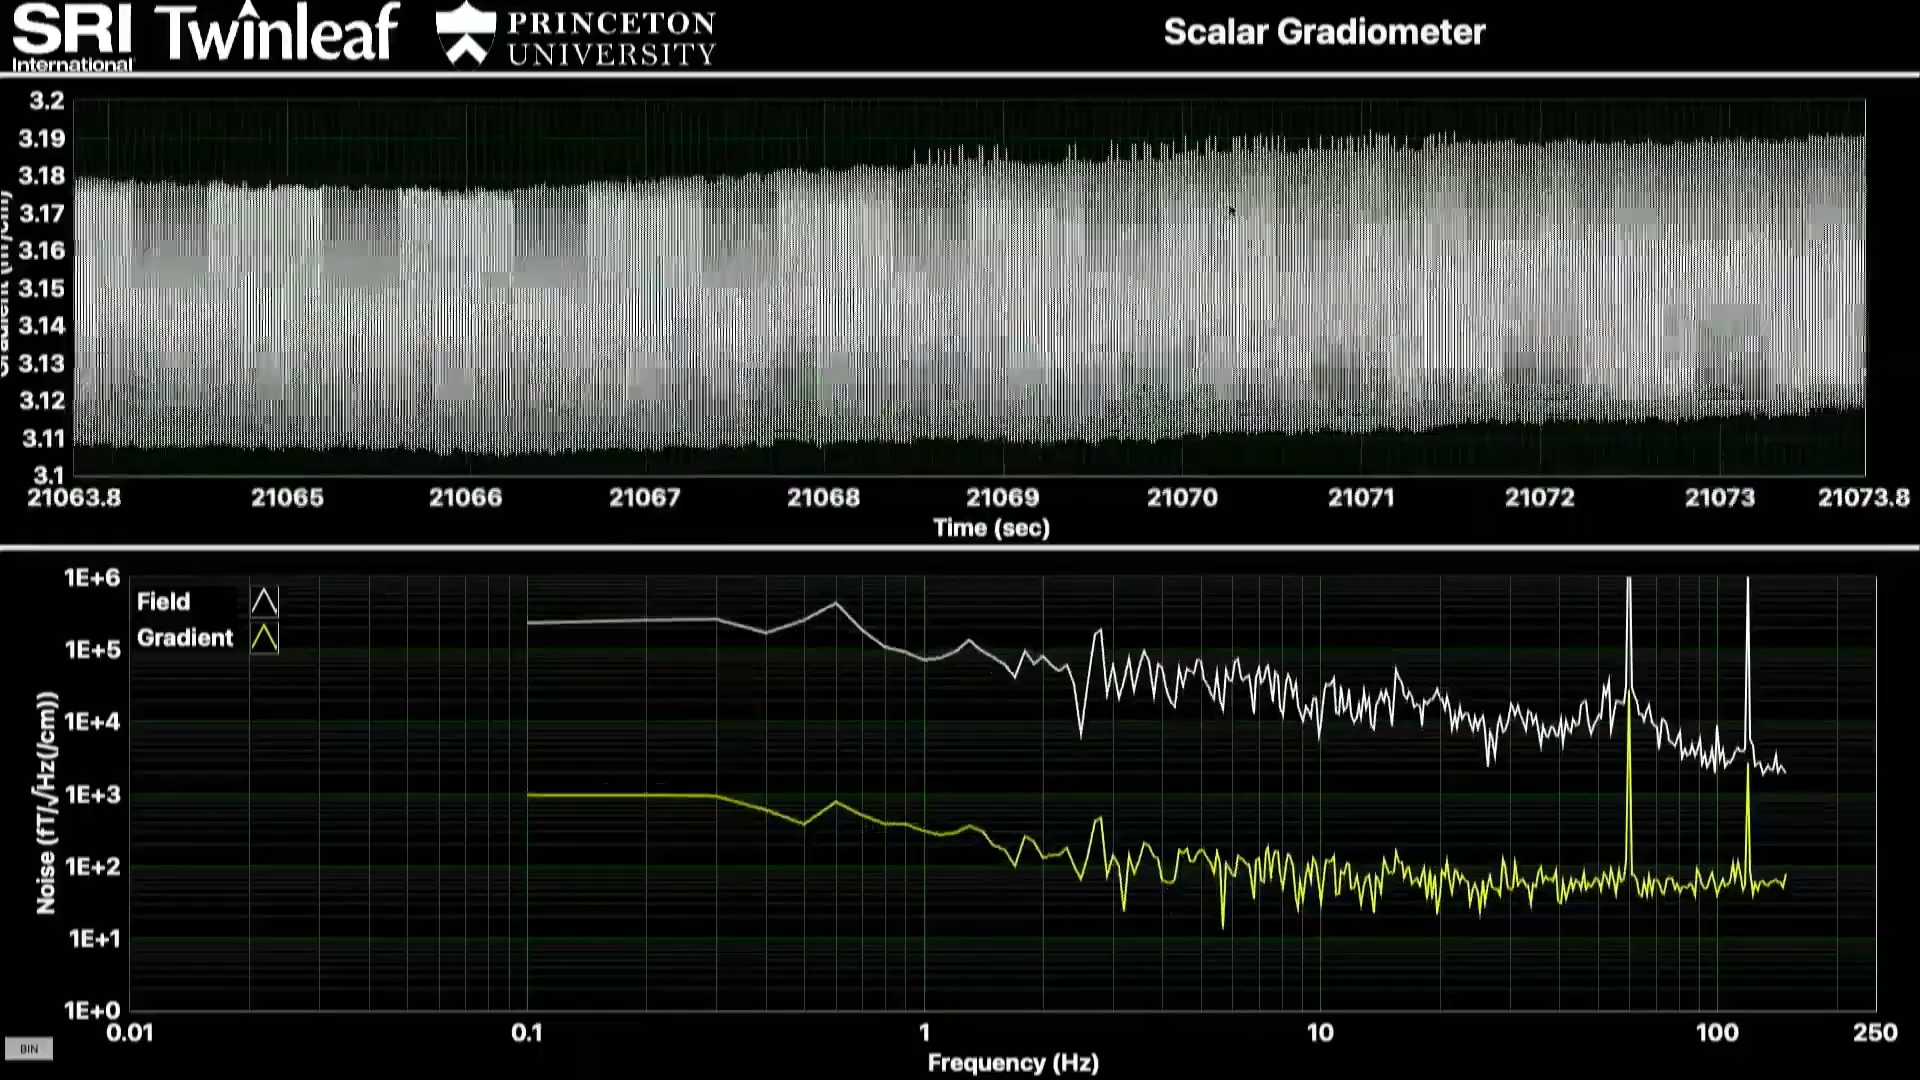 SRI
International
Twinleaf
PRINCETON
UNIVERSITY
Scalar Gradiometer
3.2
3.19
3.18
3.17
3.16
3.15
3.14
3.13
3.12
3.11
3.1
21063.8 21065 21066 21067 21068 21069 21070 21071 21072 21073 21073.8
Time (sec)
Field
Gradient
Noise (fT/√Hz(/cm))
1E+6
1E+5
1E+4
1E+3
1E+2
1E+1
1E+0
0.01 0.1 1 10 100 250
Frequency (Hz)
BIN